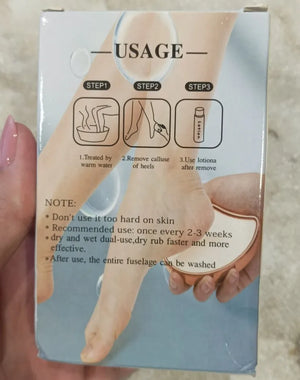 USAGE
STEP1 STEP2 STEP3
Lotion
1.Treated by 2.Remove calluse 3.Use lotiona
warm water of heels after remove
NOTE:
• Don't use it too hard on skin
• Recommended use: once every 2-3 weeks
• dry and wet dual-use,dry rub faster and more
effective.
• After use, the entire fuselage can be washed